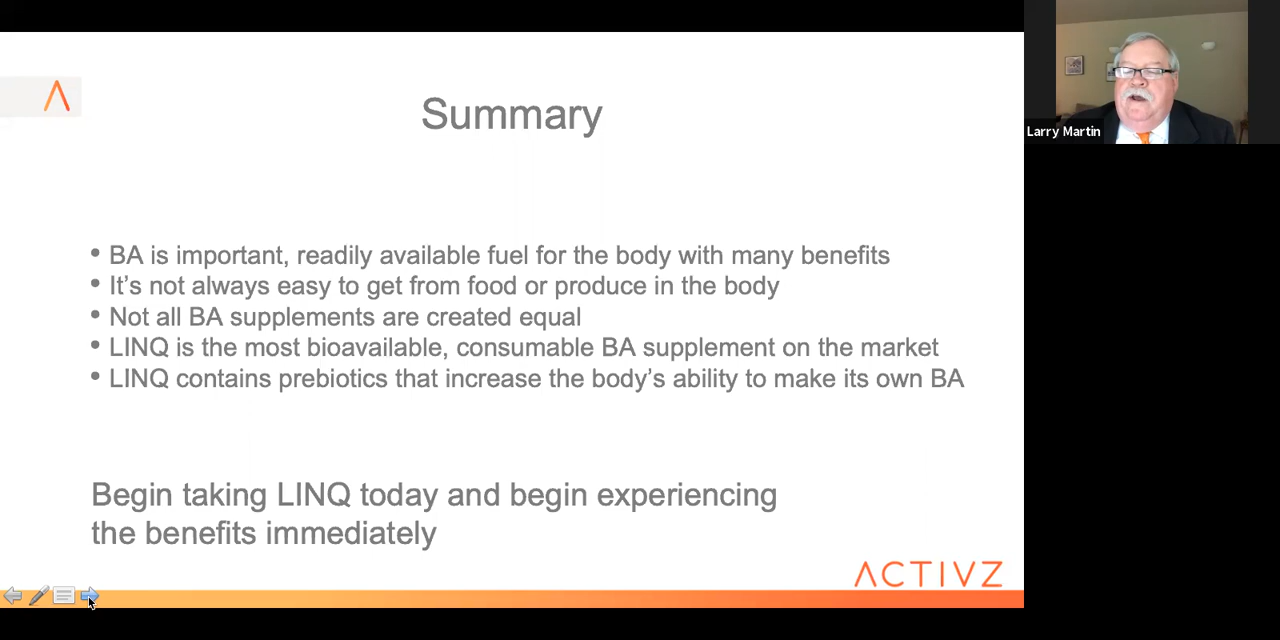 Summary
• BA is important, readily available fuel for the body with many benefits
• It’s not always easy to get from food or produce in the body
• Not all BA supplements are created equal
• LINQ is the most bioavailable, consumable BA supplement on the market
• LINQ contains prebiotics that increase the body’s ability to make its own BA
Begin taking LINQ today and begin experiencing
the benefits immediately
ACTIVZ
Larry Martin